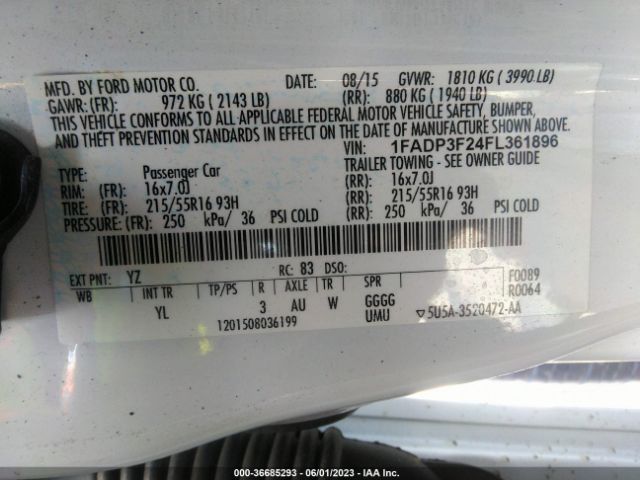 MFD. BY FORD MOTOR CO. DATE: 08/15 GVWR: 1810 KG ( 3990 LB)
GAWR: (FR): 972 KG ( 2143 LB) (RR): 880 KG ( 1940 LB)
THIS VEHICLE CONFORMS TO ALL APPLICABLE FEDERAL MOTOR VEHICLE SAFETY, BUMPER,
AND THEFT PREVENTION STANDARDS IN EFFECT ON THE DATE OF MANUFACTURE SHOWN ABOVE.
VIN: 1FADP3F24FL361896
TYPE: Passenger Car TRAILER TOWING - SEE OWNER GUIDE
RIM: (FR): 16x7.0J (RR): 16x7.0J
TIRE: (FR): 215/55R16 93H (RR): 215/55R16 93H
PRESSURE: (FR): 250 kPa/ 36 PSI COLD (RR): 250 kPa/ 36 PSI COLD
EXT PNT: YZ RC: 83 DSO: F0089
WB INT TR TP/PS R AXLE TR SPR R0064
YL 3 AU W GGGG
1201508036199 UMU ▽5U5A-3520472-AA
000-36685293 - 06/01/2023 - IAA Inc.